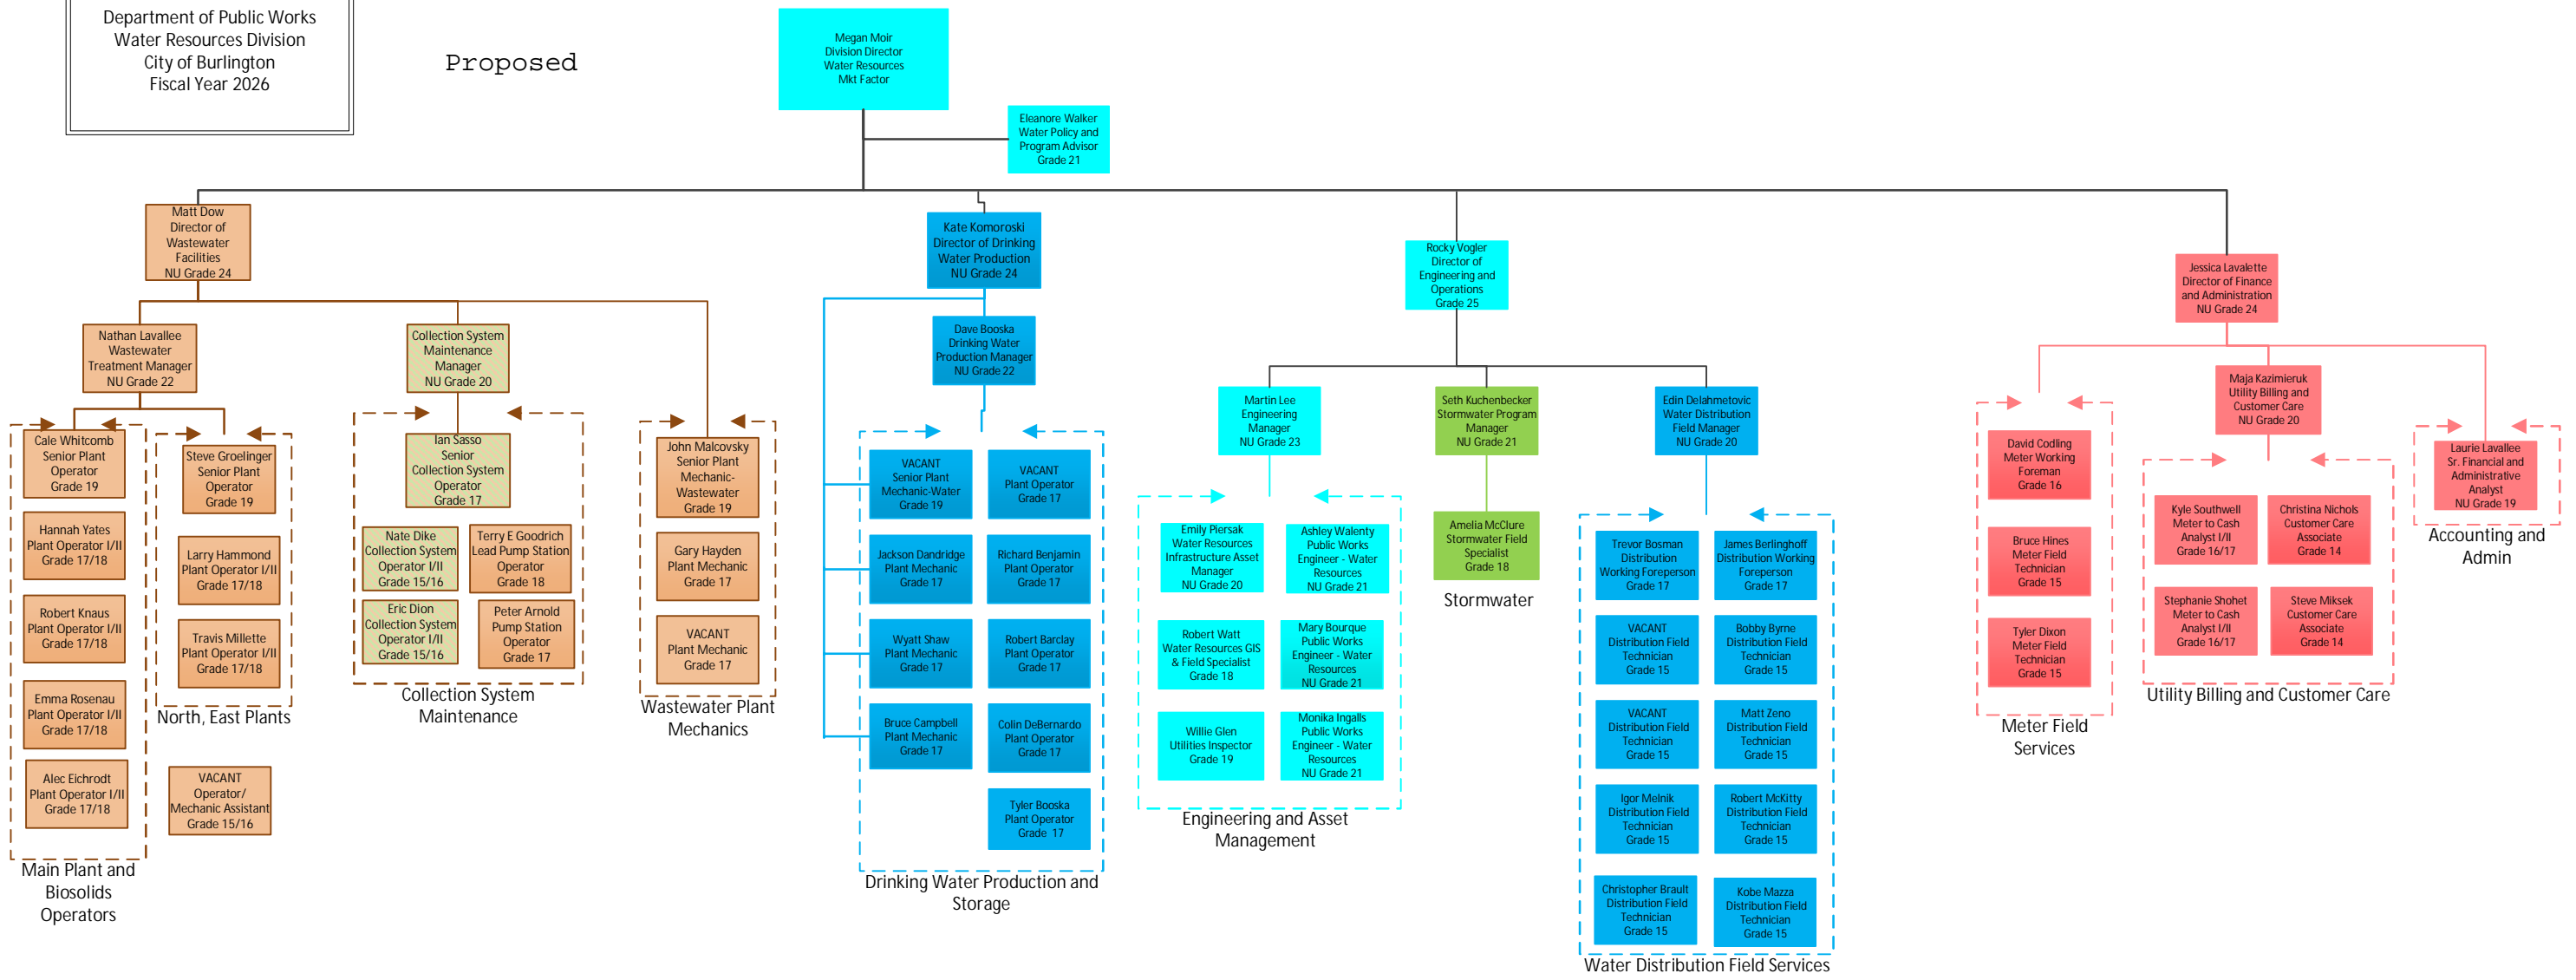 Department of Public Works
Water Resources Division
City of Burlington
Fiscal Year 2026
Proposed
Megan Moir
Division Director
Water Resources
Mkt Factor
Eleanore Walker
Water Policy and
Program Advisor
Grade 21
Matt Dow
Director of
Wastewater
Facilities
NU Grade 24
Kate Komoroski
Director of Drinking
Water Production
NU Grade 24
Rocky Vogler
Director of
Engineering and
Operations
Grade 25
Jessica Lavalette
Director of Finance
and Administration
NU Grade 24
Nathan Lavallee
Wastewater
Treatment Manager
NU Grade 22
Collection System
Maintenance
Manager
NU Grade 20
Dave Booska
Drinking Water
Production Manager
NU Grade 22
Martin Lee
Engineering
Manager
NU Grade 23
Seth Kuchenbecker
Stormwater Program
Manager
NU Grade 21
Edin Delahmetovic
Water Distribution
Field Manager
NU Grade 20
Maja Kazimieruk
Utility Billing and
Customer Care
NU Grade 20
Cale Whitcomb
Senior Plant
Operator
Grade 19
Hannah Yates
Plant Operator I/II
Grade 17/18
Robert Knaus
Plant Operator I/II
Grade 17/18
Emma Rosenau
Plant Operator I/II
Grade 17/18
Alec Eichrodt
Plant Operator I/II
Grade 17/18
Main Plant and
Biosolids
Operators
Steve Groelinger
Senior Plant
Operator
Grade 19
Larry Hammond
Plant Operator I/II
Grade 17/18
Travis Millette
Plant Operator I/II
Grade 17/18
North, East Plants
VACANT
Operator/
Mechanic Assistant
Grade 15/16
Ian Sasso
Senior
Collection System
Operator
Grade 17
Nate Dike
Collection System
Operator I/II
Grade 15/16
Terry E Goodrich
Lead Pump Station
Operator
Grade 18
Eric Dion
Collection System
Operator I/II
Grade 15/16
Peter Arnold
Pump Station
Operator
Grade 17
Collection System
Maintenance
John Malcovsky
Senior Plant
Mechanic-
Wastewater
Grade 19
Gary Hayden
Plant Mechanic
Grade 17
VACANT
Plant Mechanic
Grade 17
Wastewater Plant
Mechanics
VACANT
Senior Plant
Mechanic-Water
Grade 19
VACANT
Plant Operator
Grade 17
Jackson Dandridge
Plant Mechanic
Grade 17
Richard Benjamin
Plant Operator
Grade 17
Wyatt Shaw
Plant Mechanic
Grade 17
Robert Barclay
Plant Operator
Grade 17
Bruce Campbell
Plant Mechanic
Grade 17
Colin DeBernardo
Plant Operator
Grade 17
Tyler Booska
Plant Operator
Grade 17
Drinking Water Production and
Storage
Emily Piersak
Water Resources
Infrastructure Asset
Manager
NU Grade 20
Ashley Walenty
Public Works
Engineer - Water
Resources
NU Grade 21
Robert Watt
Water Resources GIS
& Field Specialist
Grade 18
Mary Bourque
Public Works
Engineer - Water
Resources
NU Grade 21
Willie Glen
Utilities Inspector
Grade 19
Monika Ingalls
Public Works
Engineer - Water
Resources
NU Grade 21
Engineering and Asset
Management
Amelia McClure
Stormwater Field
Specialist
Grade 18
Stormwater
Trevor Bosman
Distribution
Working Foreperson
Grade 17
James Berlinghoff
Distribution Working
Foreperson
Grade 17
VACANT
Distribution Field
Technician
Grade 15
Bobby Byrne
Distribution Field
Technician
Grade 15
VACANT
Distribution Field
Technician
Grade 15
Matt Zeno
Distribution Field
Technician
Grade 15
Igor Melnik
Distribution Field
Technician
Grade 15
Robert McKitty
Distribution Field
Technician
Grade 15
Christopher Brault
Distribution Field
Technician
Grade 15
Kobe Mazza
Distribution Field
Technician
Grade 15
Water Distribution Field Services
David Codling
Meter Working
Foreman
Grade 16
Bruce Hines
Meter Field
Technician
Grade 15
Tyler Dixon
Meter Field
Technician
Grade 15
Meter Field
Services
Kyle Southwell
Meter to Cash
Analyst I/II
Grade 16/17
Christina Nichols
Customer Care
Associate
Grade 14
Stephanie Shohet
Meter to Cash
Analyst I/II
Grade 16/17
Steve Miksek
Customer Care
Associate
Grade 14
Utility Billing and Customer Care
Laurie Lavallee
Sr. Financial and
Administrative
Analyst
NU Grade 19
Accounting and
Admin